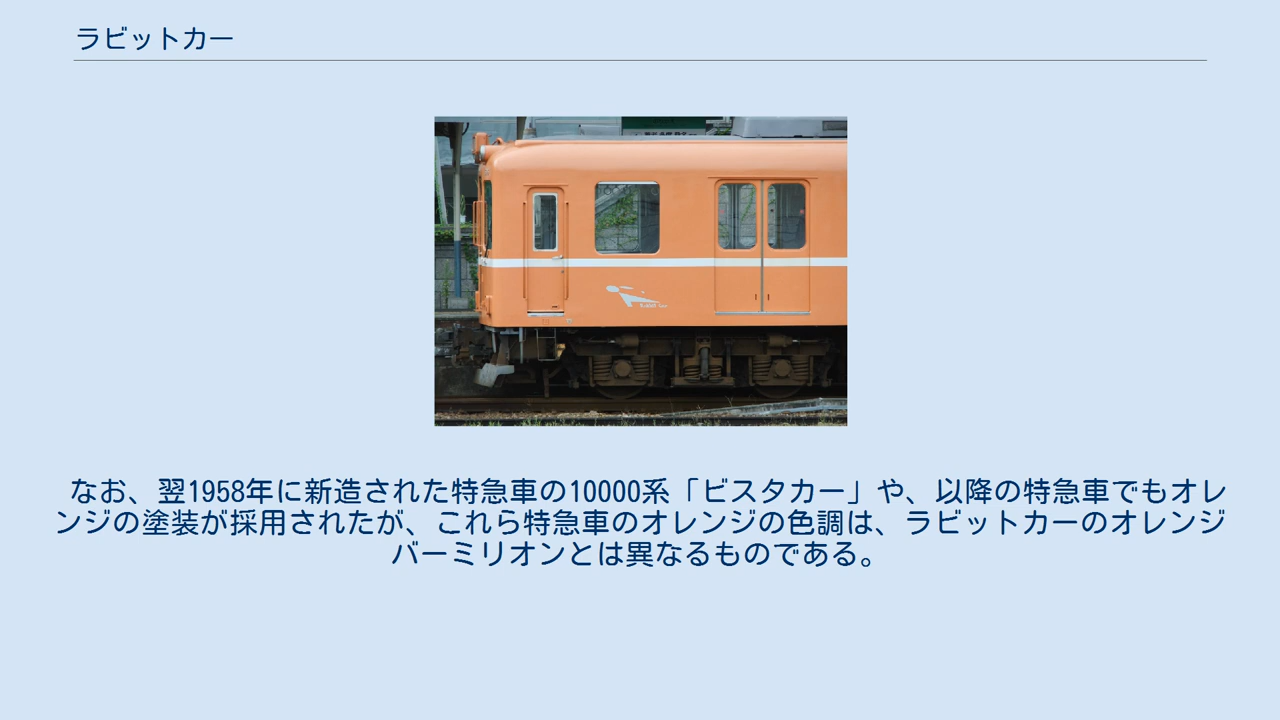 ラビットカー
なお、翌1958年に新造された特急車の10000系「ビスタカー」や、以降の特急車でもオレ
ンジの塗装が採用されたが、これら特急車のオレンジの色調は、ラビットカーのオレンジ
バーミリオンとは異なるものである。